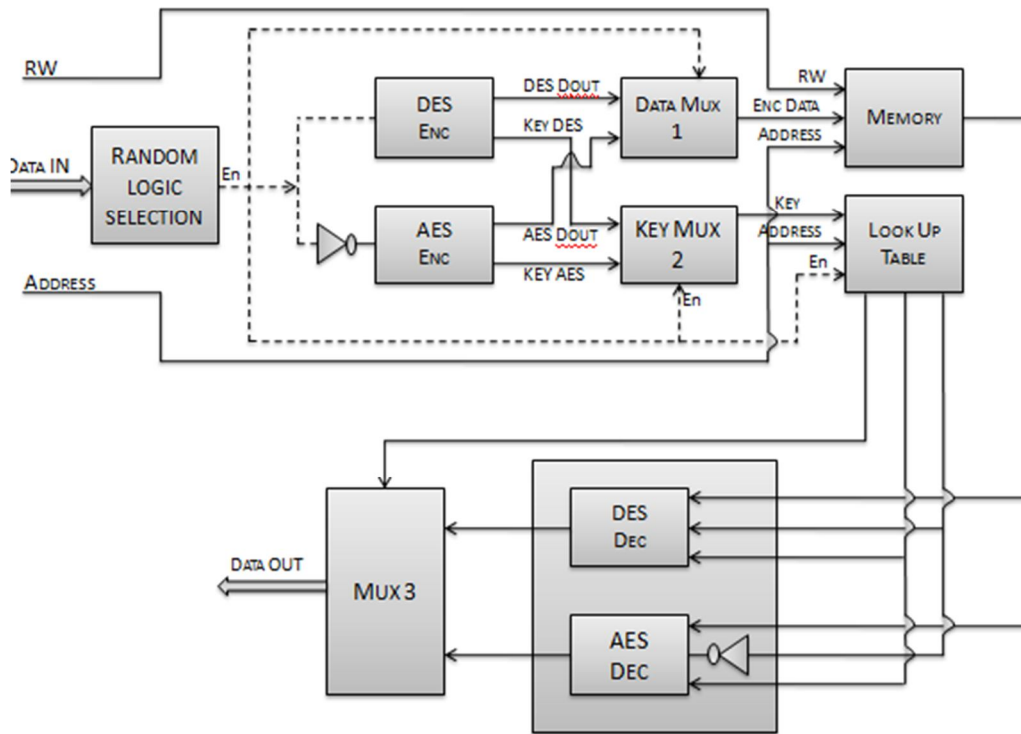 RW
DATA IN
RANDOM
LOGIC
SELECTION
En
ADDRESS
DES
ENC
DES DOUT
KEY DES
AES
ENC
AES DOUT
KEY AES
DATA MUX
1
KEY MUX
2
En
RW
ENC DATA
ADDRESS
MEMORY
KEY
ADDRESS
En
LOOK UP
TABLE
DATA OUT
MUX 3
DES
DEC
AES
DEC